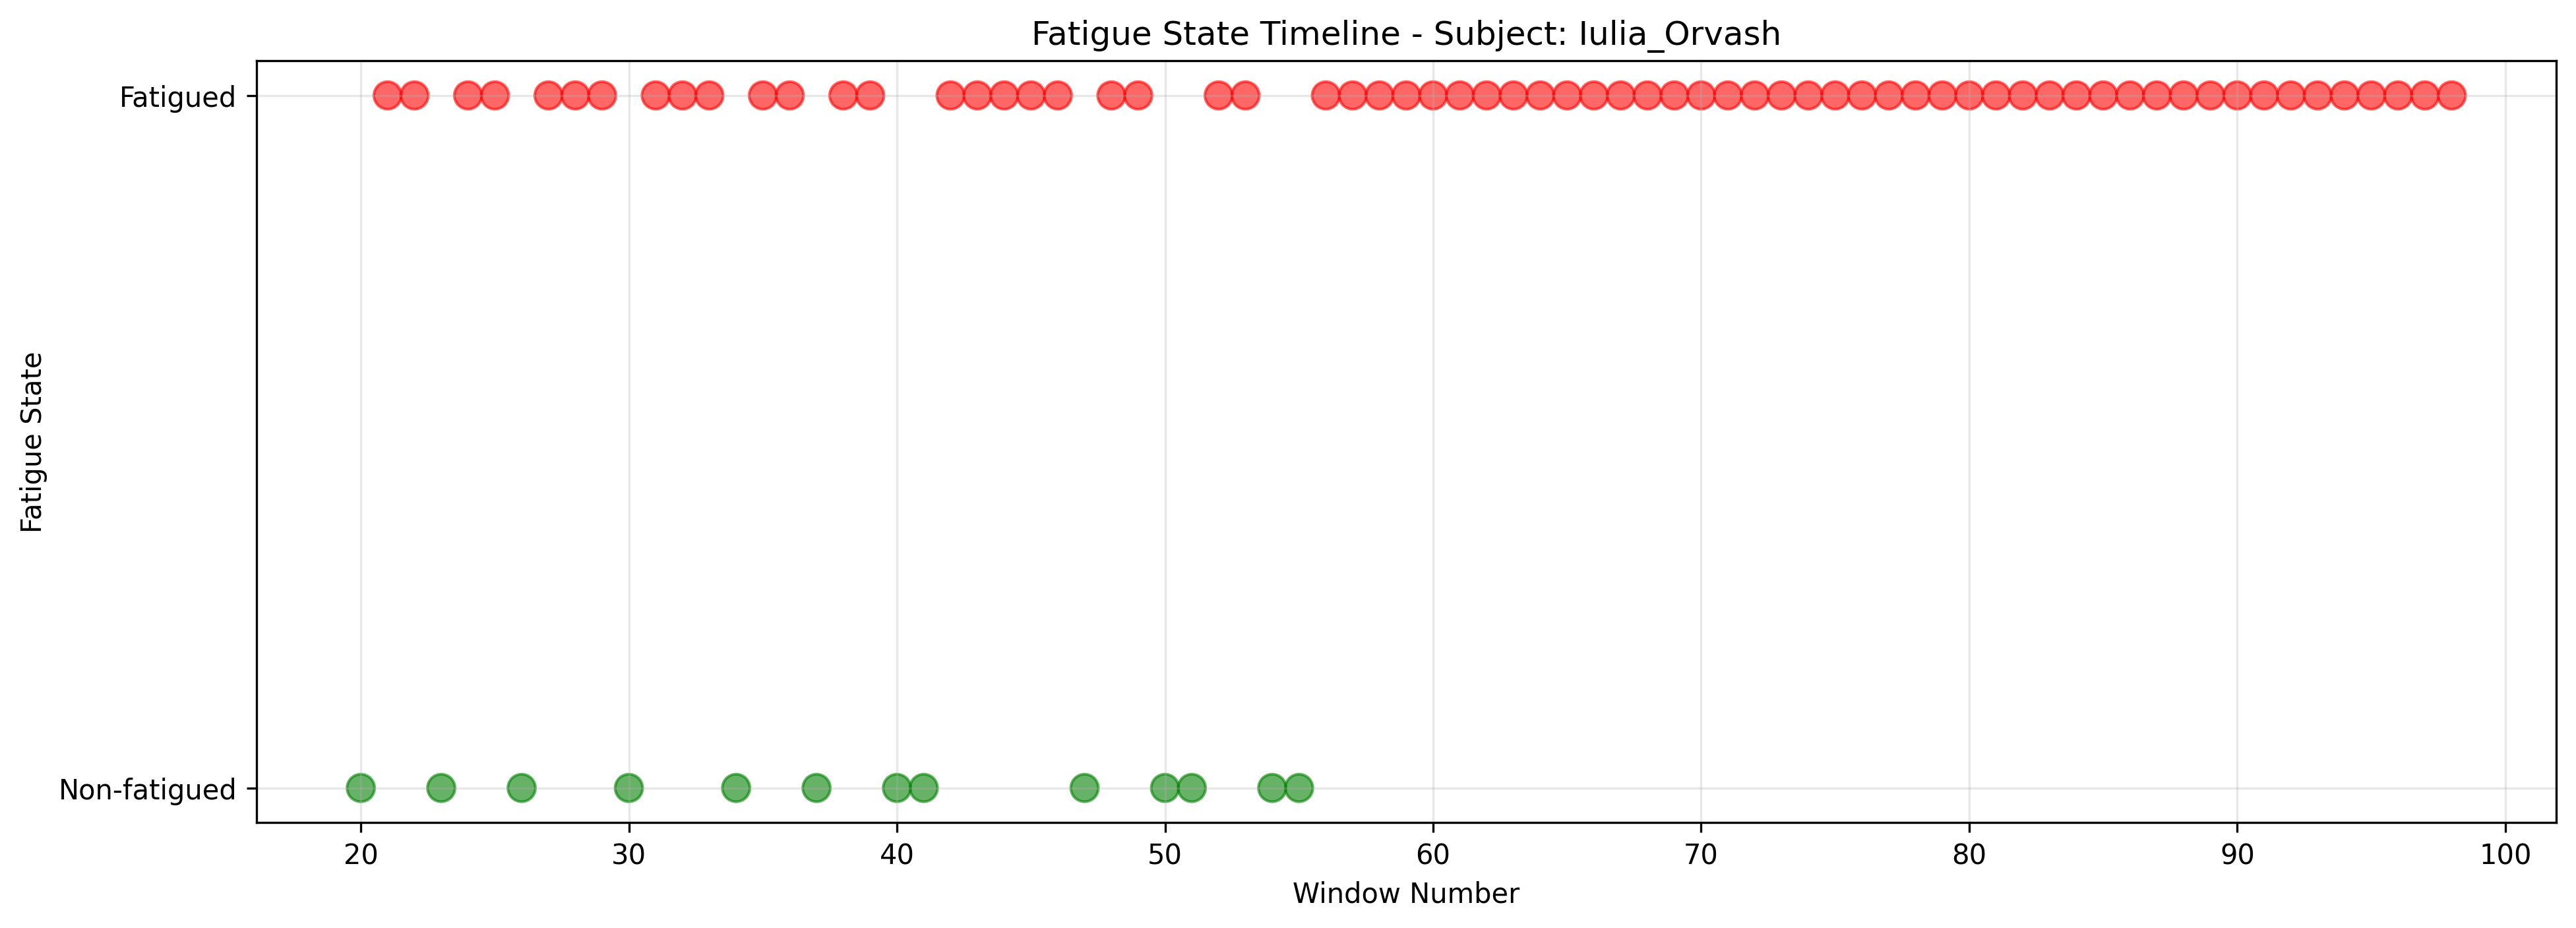 Fatigue State Timeline - Subject: Iulia_Orvash
Fatigued
Fatigue State
Non-fatigued
20 30 40 50 60 70 80 90 100
Window Number